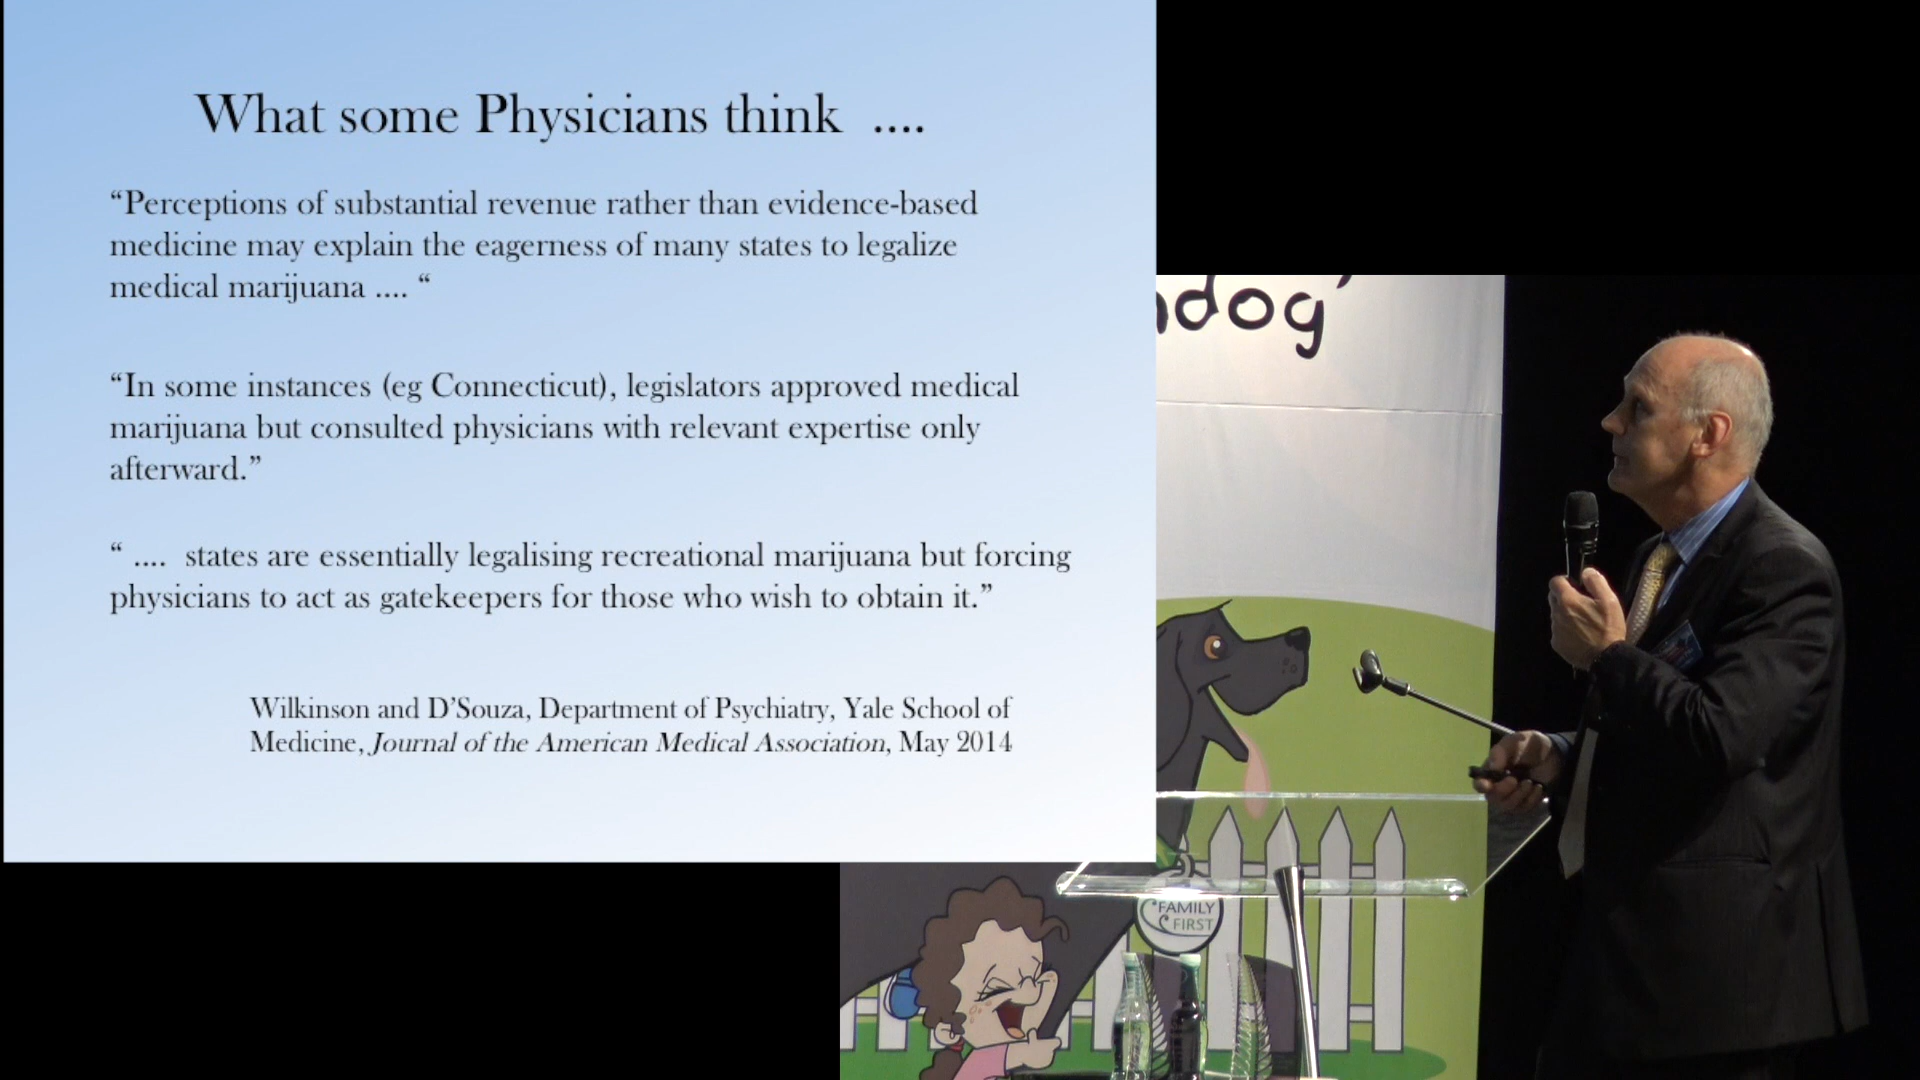 What some Physicians think ....
“Perceptions of substantial revenue rather than evidence-based
medicine may explain the eagerness of many states to legalize
medical marijuana .... “
“In some instances (eg Connecticut), legislators approved medical
marijuana but consulted physicians with relevant expertise only
afterward.”
“ .... states are essentially legalising recreational marijuana but forcing
physicians to act as gatekeepers for those who wish to obtain it.”
Wilkinson and D’Souza, Department of Psychiatry, Yale School of
Medicine, Journal of the American Medical Association, May 2014
dog’
FAMILY
FIRST